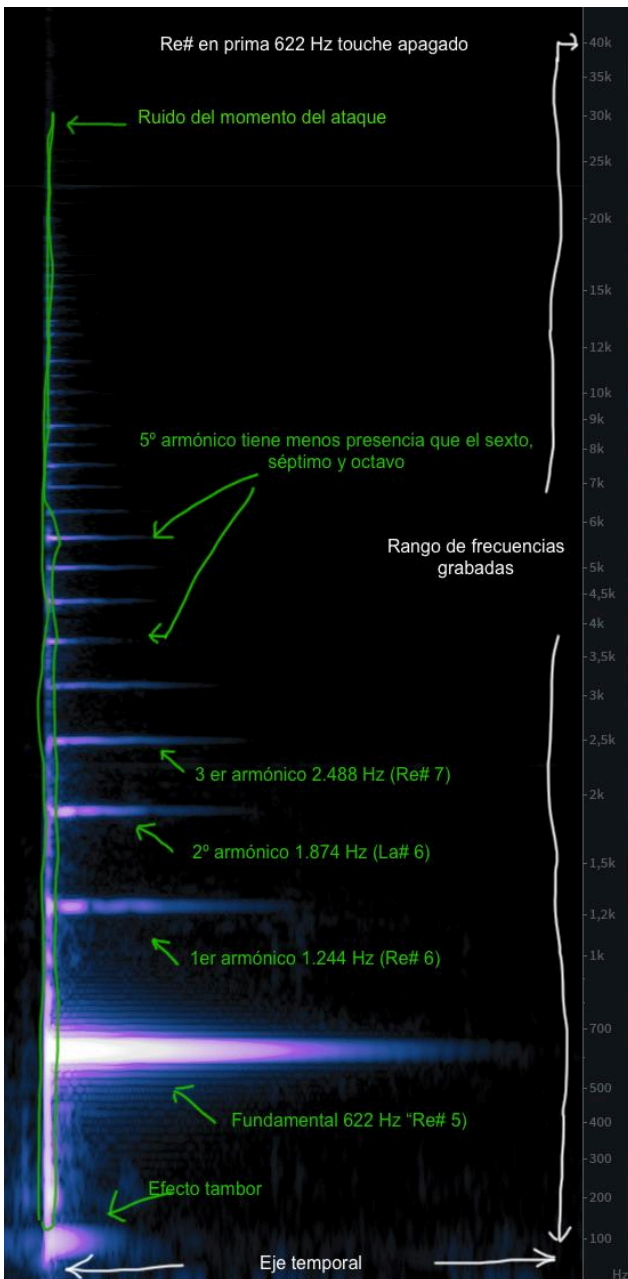 Re# en prima 622 Hz touche apagado
40k
35k
Ruido del momento del ataque
30k
25k
20k
15k
12k
10k
9k
5º armónico tiene menos presencia que el sexto,
séptimo y octavo
8k
7k
6k
Rango de frecuencias
grabadas
5k
4,5k
4k
3,5k
3k
2,5k
3 er armónico 2.488 Hz (Re# 7)
2k
2º armónico 1.874 Hz (La# 6)
1,5k
1,2k
1er armónico 1.244 Hz (Re# 6)
1k
700
500
Fundamental 622 Hz “Re# 5)
400
300
Efecto tambor
200
100
Eje temporal
Hz